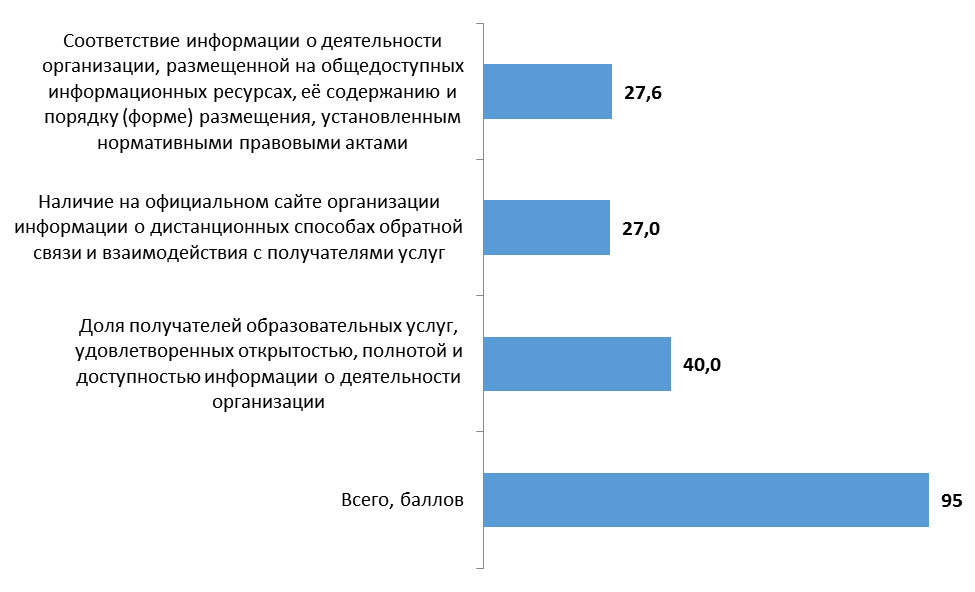 Соответствие информации о деятельности
организации, размещенной на общедоступных
информационных ресурсах, её содержанию и
порядку (форме) размещения, установленным
нормативными правовыми актами
27,6
Наличие на официальном сайте организации
информации о дистанционных способах обратной
связи и взаимодействия с получателями услуг
27,0
Доля получателей образовательных услуг,
удовлетворенных открытостью, полнотой и
доступностью информации о деятельности
организации
40,0
Всего, баллов
95